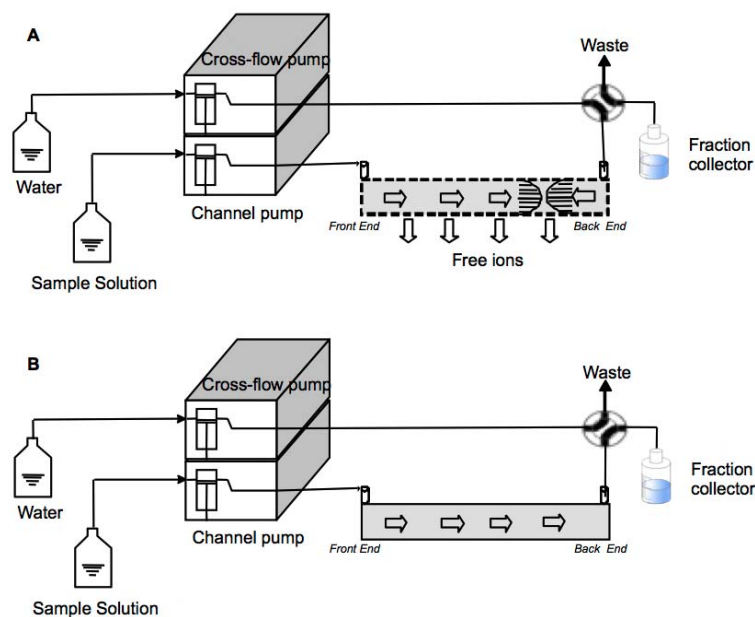 A
Waste
Cross-flow pump
Water
Fraction
collector
Channel pump
Front End
Back End
Free ions
Sample Solution
B
Waste
Cross-flow pump
Water
Fraction
collector
Channel pump
Front End
Back End
Sample Solution